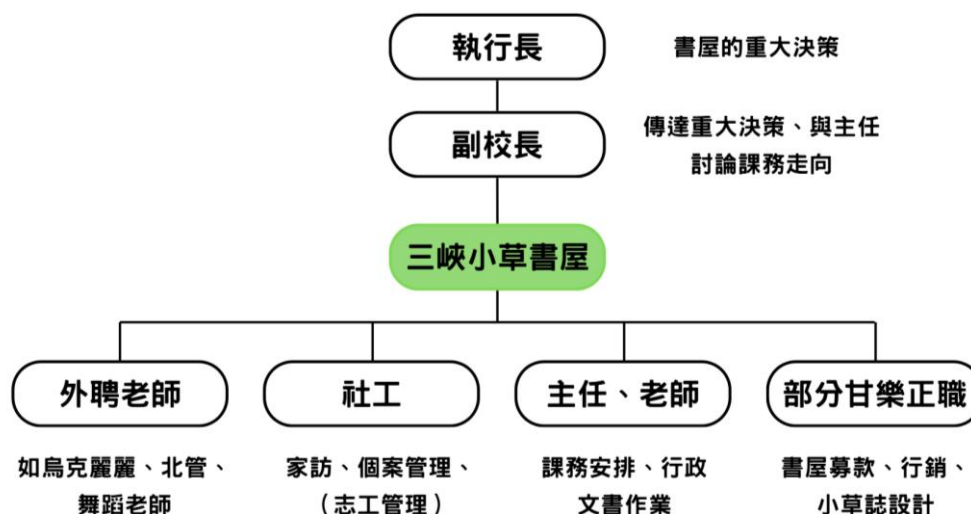 執行長
書屋的重大決策
副校長
傳達重大決策、與主任
討論課務走向
三峽小草書屋
外聘老師
社工
主任、老師
部分甘樂正職
如烏克麗麗、北管、
舞蹈老師
家訪、個案管理、
（志工管理）
課務安排、行政
文書作業
書屋募款、行銷、
小草誌設計